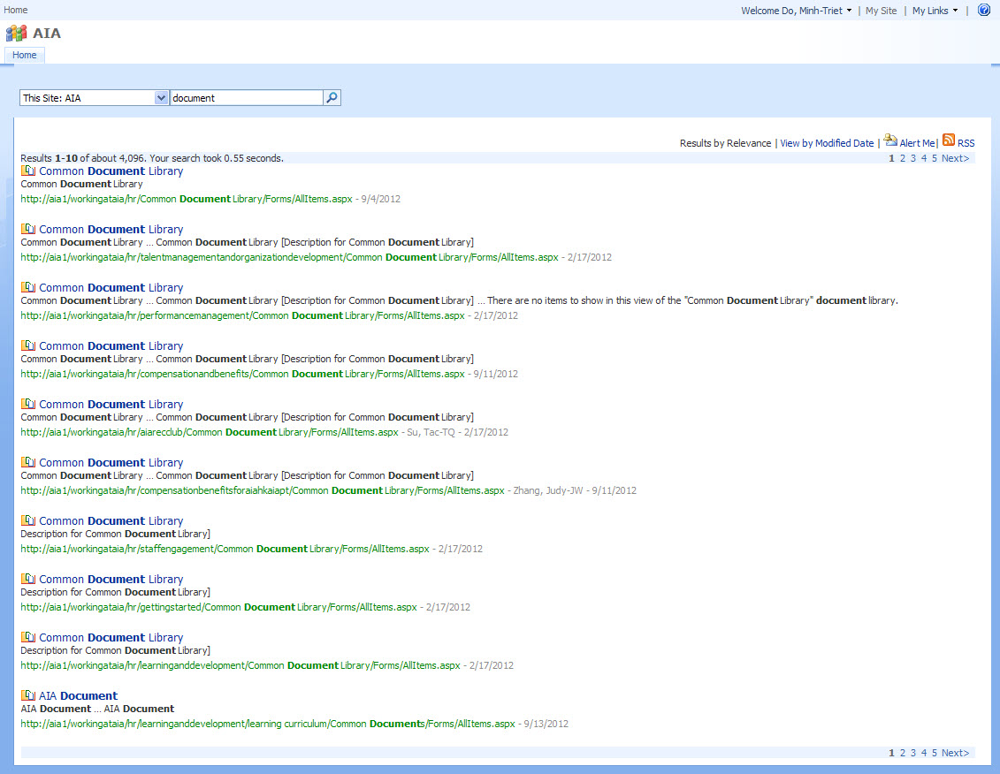 Home
Welcome Do, Minh-Triet | My Site | My Links |
AIA
Home
This Site: AIA document
Results by Relevance | View by Modified Date | Alert Me | RSS
Results 1-10 of about 4,096. Your search took 0.55 seconds. 1 2 3 4 5 Next>
Common Document Library
Common Document Library
http://aia1/workingataia/hr/Common Document Library/Forms/AllItems.aspx - 9/4/2012
Common Document Library
Common Document Library ... Common Document Library [Description for Common Document Library]
http://aia1/workingataia/hr/talentmanagementandorganizationdevelopment/Common Document Library/Forms/AllItems.aspx - 2/17/2012
Common Document Library
Common Document Library ... Common Document Library [Description for Common Document Library] ... There are no items to show in this view of the "Common Document Library" document library.
http://aia1/workingataia/hr/performancemanagement/Common Document Library/Forms/AllItems.aspx - 2/17/2012
Common Document Library
Common Document Library ... Common Document Library [Description for Common Document Library]
http://aia1/workingataia/hr/compensationandbenefits/Common Document Library/Forms/AllItems.aspx - 9/11/2012
Common Document Library
Common Document Library ... Common Document Library [Description for Common Document Library]
http://aia1/workingataia/hr/aiarecclub/Common Document Library/Forms/AllItems.aspx - Su, Tac-TQ - 2/17/2012
Common Document Library
Common Document Library ... Common Document Library [Description for Common Document Library]
http://aia1/workingataia/hr/compensationbenefitsforaiahkaiapt/Common Document Library/Forms/AllItems.aspx - Zhang, Judy-JW - 9/11/2012
Common Document Library
Description for Common Document Library]
http://aia1/workingataia/hr/staffengagement/Common Document Library/Forms/AllItems.aspx - 2/17/2012
Common Document Library
Description for Common Document Library]
http://aia1/workingataia/hr/gettingstarted/Common Document Library/Forms/AllItems.aspx - 2/17/2012
Common Document Library
Description for Common Document Library]
http://aia1/workingataia/hr/learninganddevelopment/Common Document Library/Forms/AllItems.aspx - 2/17/2012
AIA Document
AIA Document ... AIA Document
http://aia1/workingataia/hr/learninganddevelopment/learning curriculum/Common Documents/Forms/AllItems.aspx - 9/13/2012
1 2 3 4 5 Next>